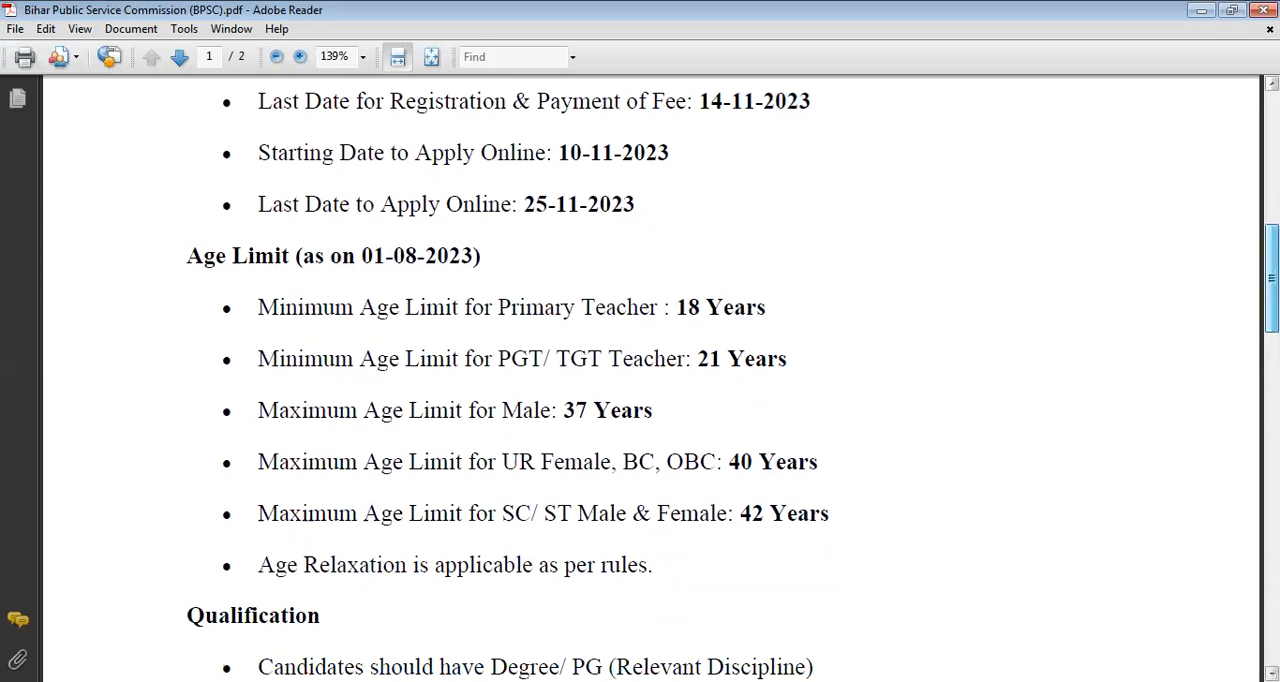 Bihar Public Service Commission (BPSC).pdf - Adobe Reader
File Edit View Document Tools Window Help
1 / 2 139% Find
• Last Date for Registration & Payment of Fee: 14-11-2023
• Starting Date to Apply Online: 10-11-2023
• Last Date to Apply Online: 25-11-2023
Age Limit (as on 01-08-2023)
• Minimum Age Limit for Primary Teacher : 18 Years
• Minimum Age Limit for PGT/ TGT Teacher: 21 Years
• Maximum Age Limit for Male: 37 Years
• Maximum Age Limit for UR Female, BC, OBC: 40 Years
• Maximum Age Limit for SC/ ST Male & Female: 42 Years
• Age Relaxation is applicable as per rules.
Qualification
• Candidates should have Degree/ PG (Relevant Discipline)